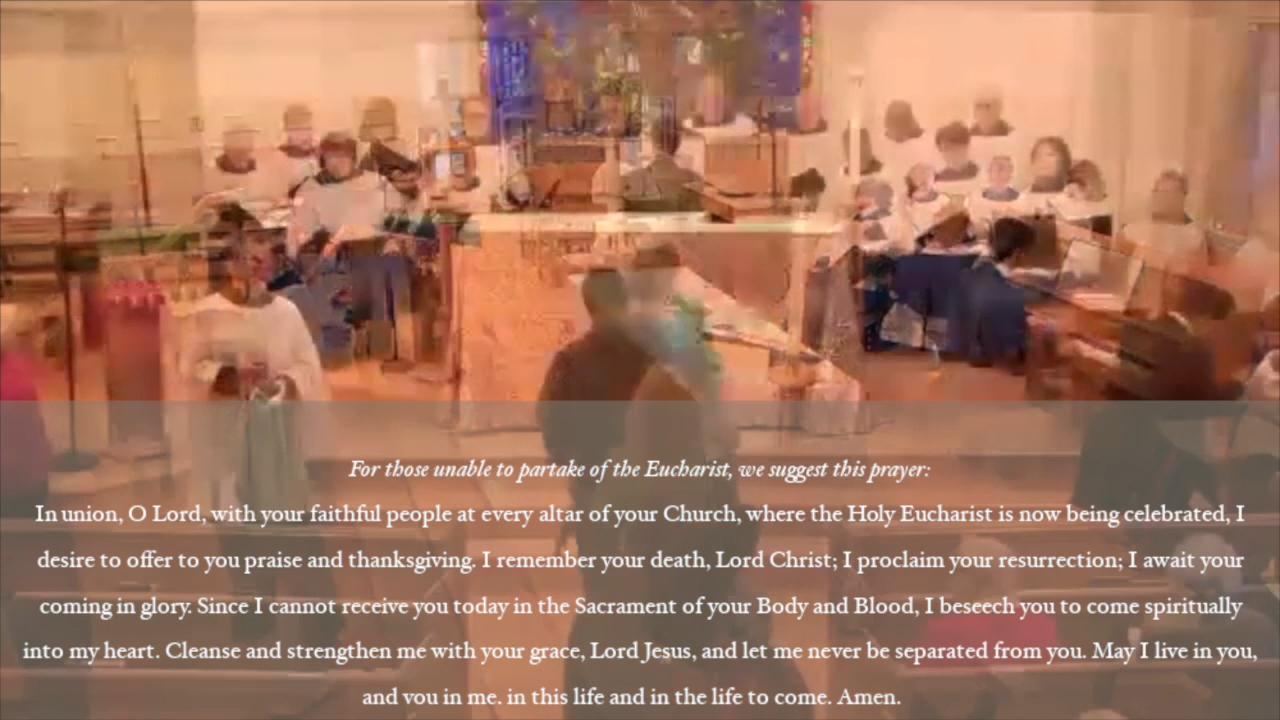 For those unable to partake of the Eucharist, we suggest this prayer:
In union, O Lord, with your faithful people at every altar of your Church, where the Holy Eucharist is now being celebrated, I
desire to offer to you praise and thanksgiving. I remember your death, Lord Christ; I proclaim your resurrection; I await your
coming in glory. Since I cannot receive you today in the Sacrament of your Body and Blood, I beseech you to come spiritually
into my heart. Cleanse and strengthen me with your grace, Lord Jesus, and let me never be separated from you. May I live in you,
and you in me, in this life and in the life to come. Amen.